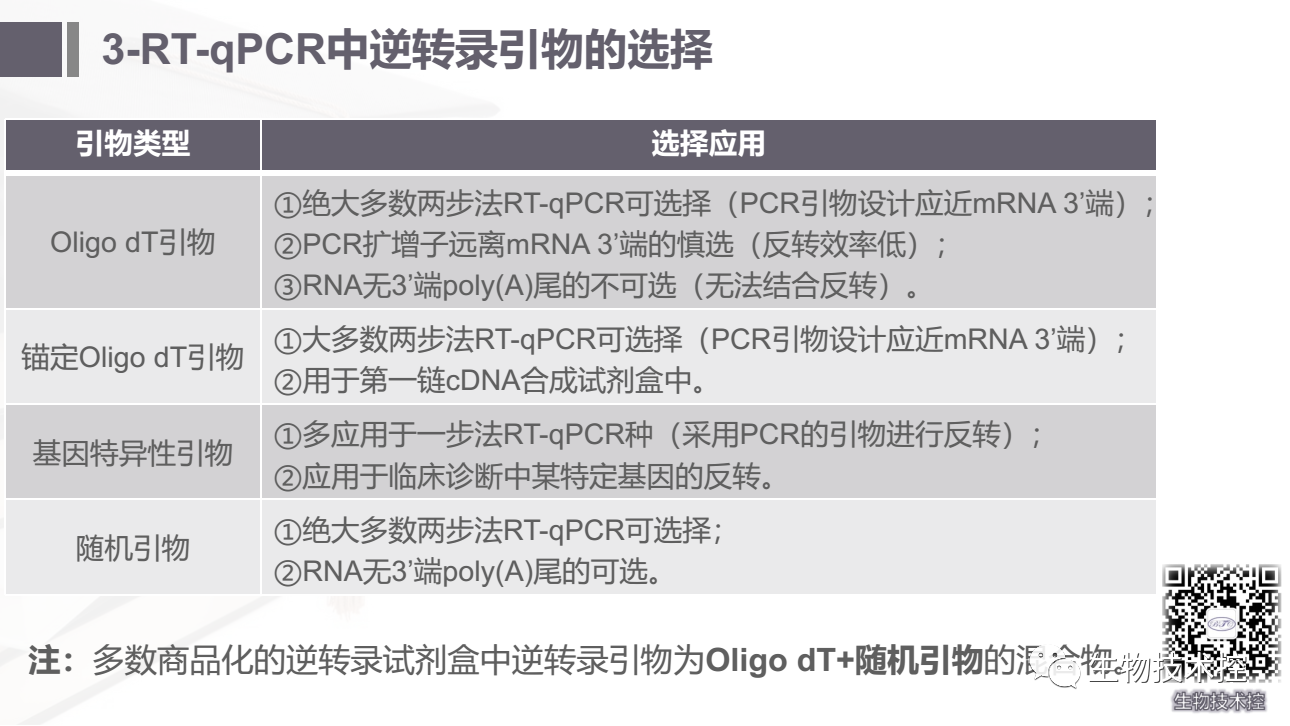 3-RT-qPCR中逆转录引物的选择
引物类型
选择应用
Oligo dT引物
①绝大多数两步法RT-qPCR可选择（PCR引物设计应近mRNA 3’端）;
②PCR扩增子远离mRNA 3’端的慎选（反转效率低）;
③RNA无3’端poly(A)尾的不可选（无法结合反转）。
锚定Oligo dT引物
①大多数两步法RT-qPCR可选择（PCR引物设计应近mRNA 3’端）;
②用于第一链cDNA合成试剂盒中。
基因特异性引物
①多应用于一步法RT-qPCR种（采用PCR的引物进行反转）;
②应用于临床诊断中某特定基因的反转。
随机引物
①绝大多数两步法RT-qPCR可选择;
②RNA无3’端poly(A)尾的可选。
注：多数商品化的逆转录试剂盒中逆转录引物为Oligo dT+随机引物的混合物。
生物技术控
生物技术控